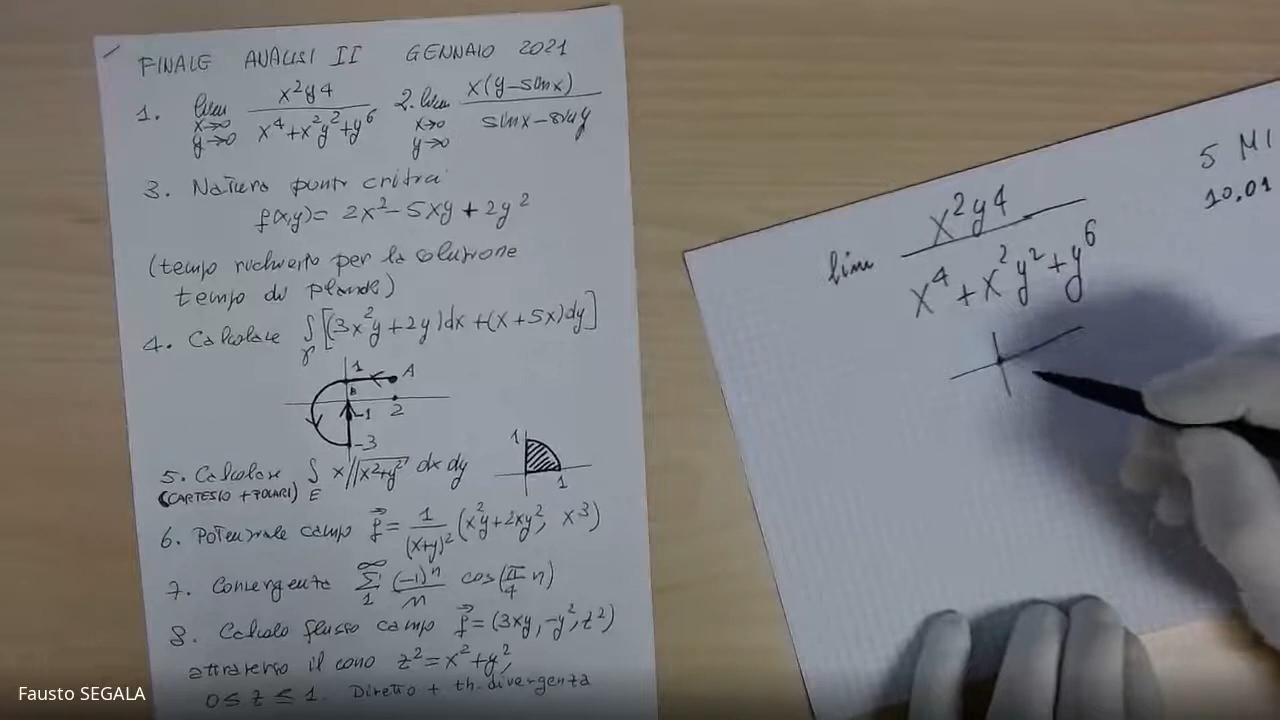 FINALE ANALISI II GENNAIO 2021
1. lim x→0 y→0 x²y4 / x⁴+x²y²+y⁶ 2. lim x→0 y→0 x(y-sinx) / sinx-siny
3. Natura punti critici
f(x,y)= 2x²-5xy+2y²
(tempo richiesto per la soluzione
tempo di)
4. Calcolare ∫γ [(3x²y+2y)dx+(x+5x)dy]
1 A
B
-1 2
-3
5. Calcolare ∫E x/√x²+y² dx dy
(CARTESIO + POLARI)
1
1
6. Potenziale campo f⃗= 1/(x+y)² (x²y+2xy², x³)
7. Convergenza ∞∑1 (-1)ⁿ/n cos(π/4 n)
8. Calcolo flusso campo f⃗=(3xy,-y²,z²)
attraverso il cono z²=x²+y²,
0≤z≤1. Diretto + th. divergenza
5 MI
10.01
lim x²y4 / x⁴+x²y²+y⁶
Fausto SEGALA